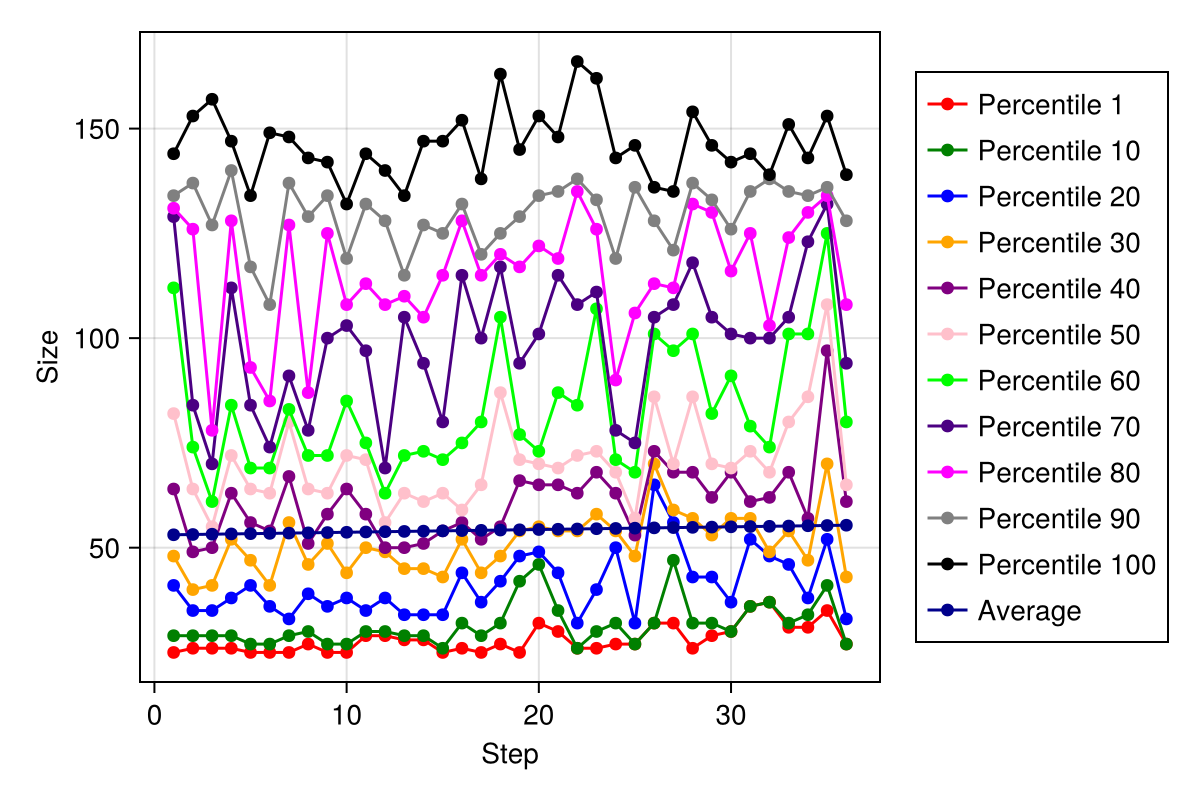 150
100
50
Size
0
10
20
30
Step
Percentile 1
Percentile 10
Percentile 20
Percentile 30
Percentile 40
Percentile 50
Percentile 60
Percentile 70
Percentile 80
Percentile 90
Percentile 100
Average